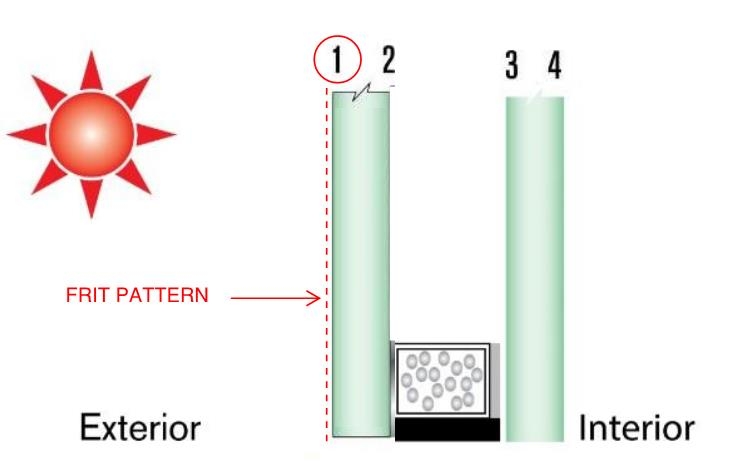 1 2 3 4
FRIT PATTERN
Exterior
Interior